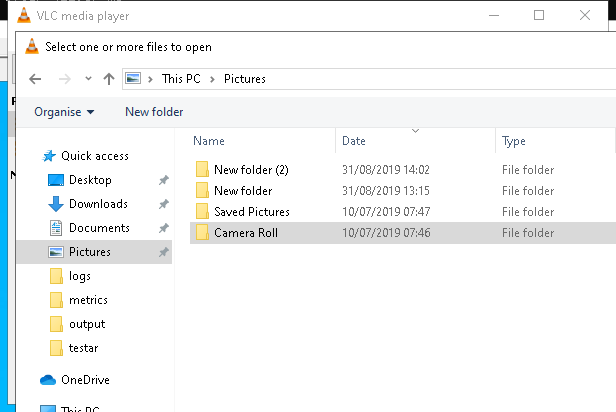 VLC media player
Select one or more files to open
This PC > Pictures
Organise New folder
Name Date Type
Quick access
Desktop
Downloads
Documents
Pictures
logs
metrics
output
testar
OneDrive
This PC
New folder (2) 31/08/2019 14:02 File folder
New folder 31/08/2019 13:15 File folder
Saved Pictures 10/07/2019 07:47 File folder
Camera Roll 10/07/2019 07:46 File folder